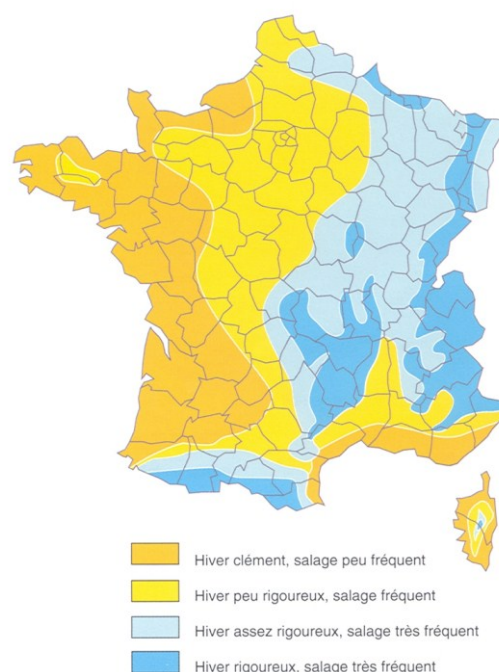 Hiver clément, salage peu fréquent
Hiver peu rigoureux, salage fréquent
Hiver assez rigoureux, salage très fréquent
Hiver rigoureux, salage très fréquent